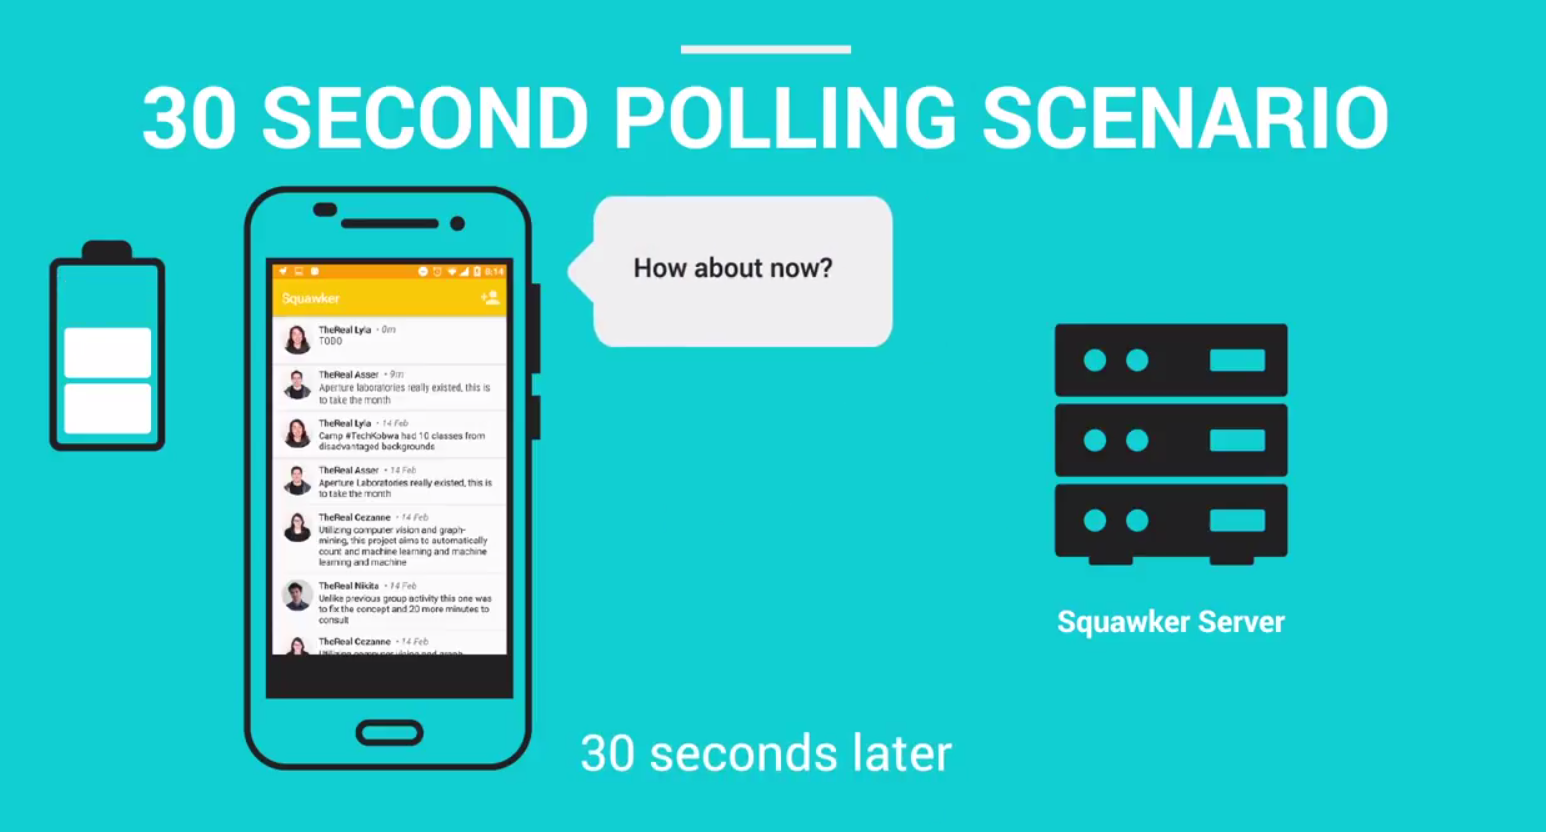 30 SECOND POLLING SCENARIO
How about now?
8:14
Squawker
TheReal Lyla • 0m
TODO
TheReal Asser • 9m
Aperture laboratories really existed, this is
to take the month
TheReal Lyla • 14 Feb
Camp #TechKobwa had 10 classes from
disadvantaged backgrounds
TheReal Asser • 14 Feb
Aperture Laboratories really existed, this is
to take the month
TheReal Cezanne • 14 Feb
Utilizing computer vision and graph-
mining, this project aims to automatically
count and machine learning and machine
learning and machine
TheReal Nikita • 14 Feb
Unlike previous group activity this one was
to fix the concept and 20 more minutes to
consult
TheReal Cezanne • 14 Feb
Utilizing computer vision and graph-
Squawker Server
30 seconds later